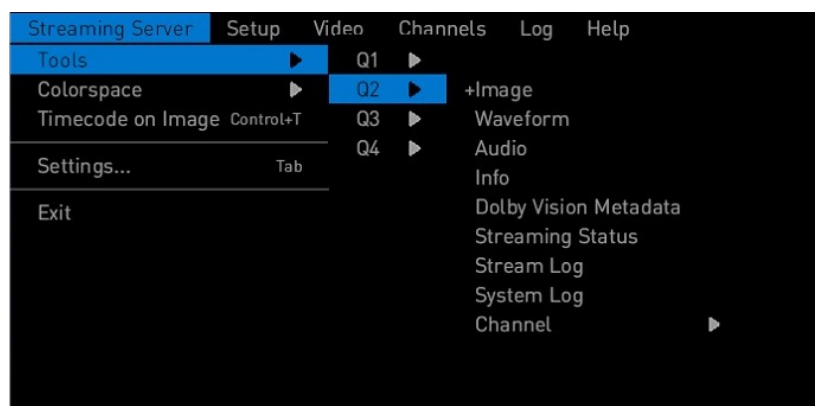 Streaming Server Setup Video Channels Log Help
Tools Q1
Colorspace Q2 +Image
Timecode on Image Control+T Q3 Waveform
Q4 Audio
Settings... Tab
Info
Exit
Dolby Vision Metadata
Streaming Status
Stream Log
System Log
Channel